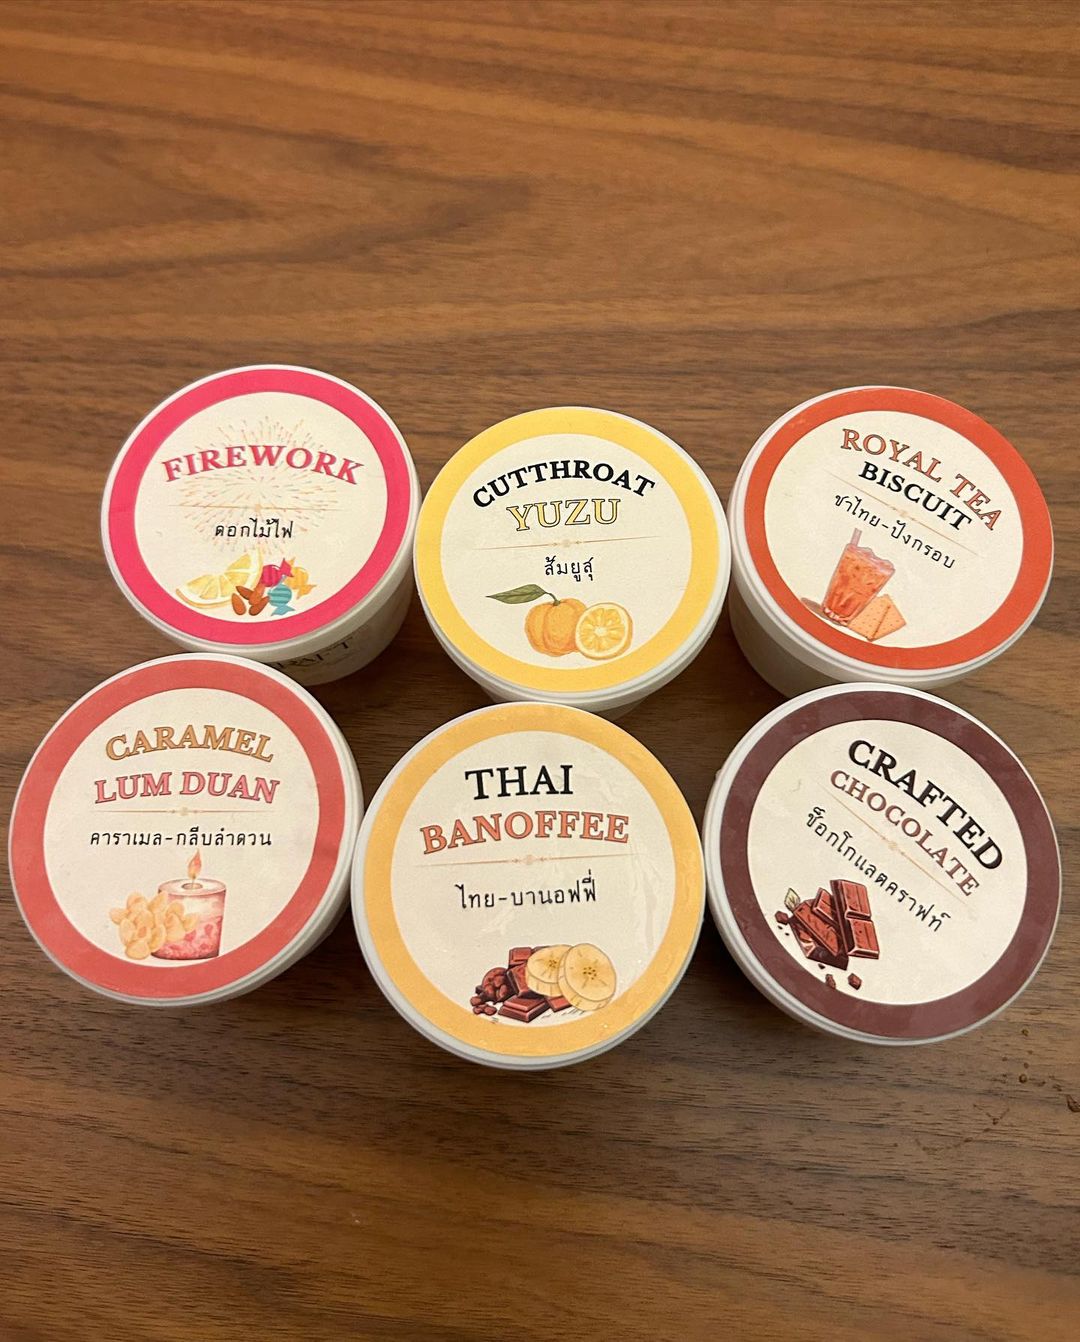 FIREWORK
ดอกไม้ไฟ
CUTTHROAT
YUZU
ส้มยูสุ
ROYAL TEA
BISCUIT
ชาไทย-ปังกรอบ
CARAMEL
LUM DUAN
คาราเมล-กลีบลำดวน
THAI
BANOFFEE
ไทย-บานอฟฟี่
CRAFTED
CHOCOLATE
ช็อกโกแลตคราฟท์